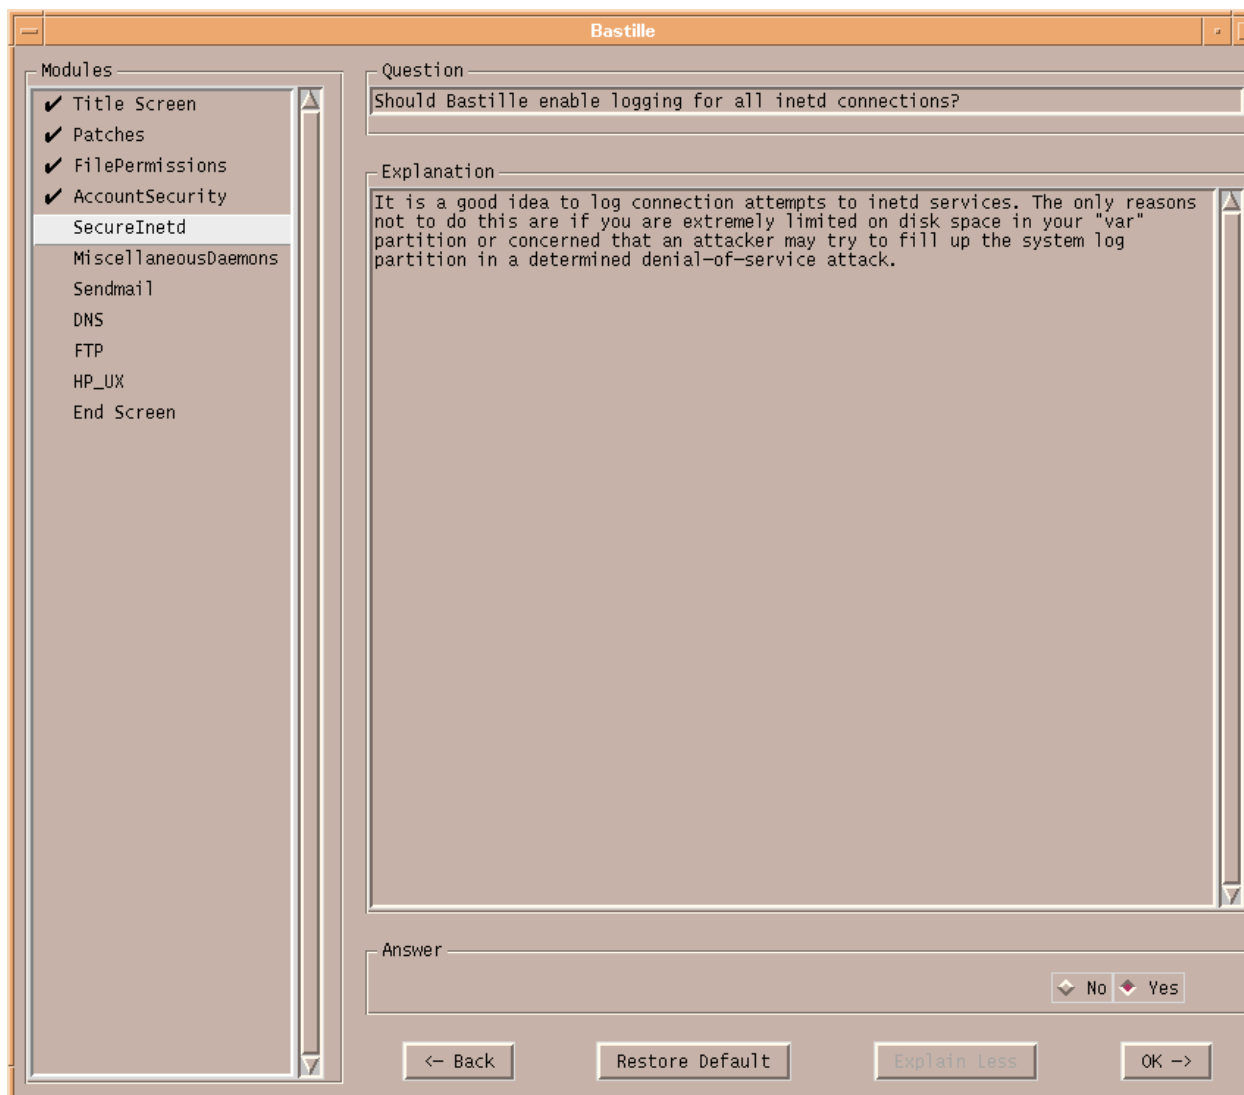 Bastille
Modules
✔ Title Screen
✔ Patches
✔ FilePermissions
✔ AccountSecurity
SecureInetd
MiscellaneousDaemons
Sendmail
DNS
FTP
HP_UX
End Screen
Question
Should Bastille enable logging for all inetd connections?
Explanation
It is a good idea to log connection attempts to inetd services. The only reasons
not to do this are if you are extremely limited on disk space in your "var"
partition or concerned that an attacker may try to fill up the system log
partition in a determined denial-of-service attack.
Answer
No Yes
<- Back Restore Default Explain Less OK ->